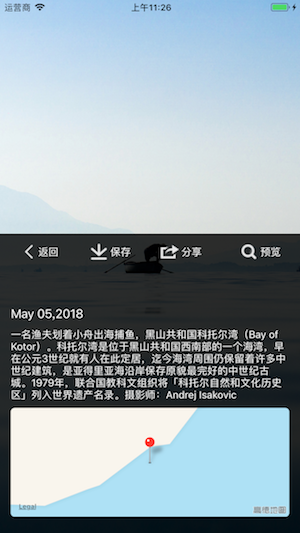 运营商 上午11:26
返回 保存 分享 预览
May 05,2018
一名渔夫划着小舟出海捕鱼，黑山共和国科托尔湾（Bay of
Kotor）。科托尔湾是位于黑山共和国西南部的一个海湾，早
在公元3世纪就有人在此定居，迄今海湾周围仍保留着许多中
世纪建筑，是亚得里亚海沿岸保存原貌最完好的中世纪古
城。1979年，联合国教科文组织将「科托尔自然和文化历史
区」列入世界遗产名录。摄影师：Andrej Isakovic
Legal